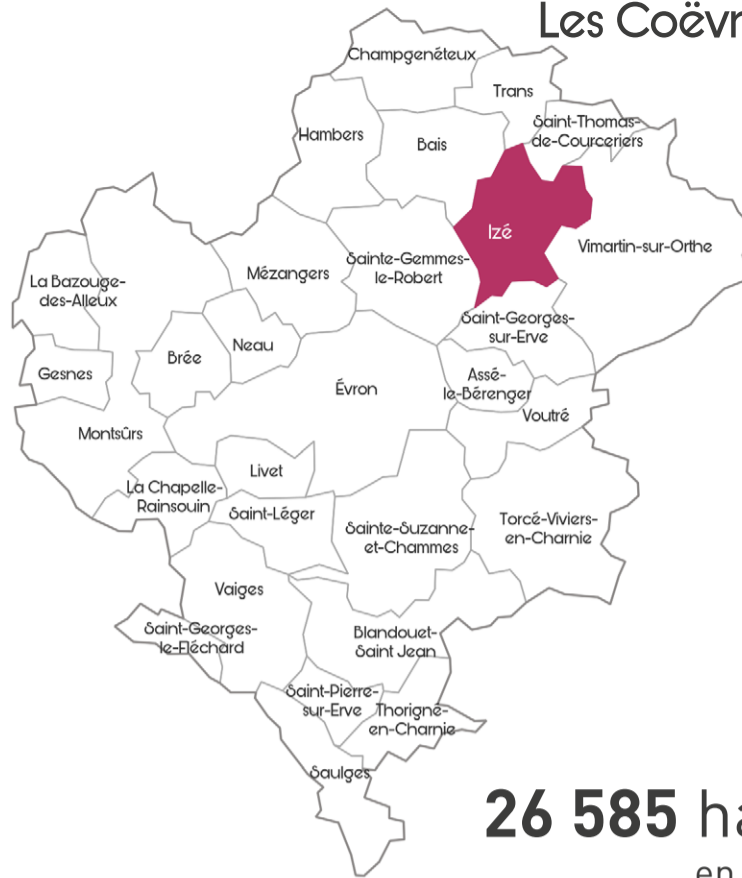 Les Coëvr
Champgenéteux
Trans
Saint-Thomas-
de-Courceriers
Hambers
Bais
Izé
Vimartin-sur-Orthe
Sainte-Gemmes-
le-Robert
Mézangers
La Bazouge-
des-Alleux
Saint-Georges-
sur-Erve
Neau
Brée
Gesnes
Assé-
le-Bérenger
Évron
Voutré
Montsûrs
Livet
La Chapelle-
Rainsouin
Saint-Léger
Sainte-Suzanne-
et-Chammes
Torcé-Viviers-
en-Charnie
Vaiges
Saint-Georges-
le-Fléchard
Blandouet-
Saint Jean
Saint-Pierre-
sur-Erve
Thorigné-
en-Charnie
Saulges
26 585 ha
en